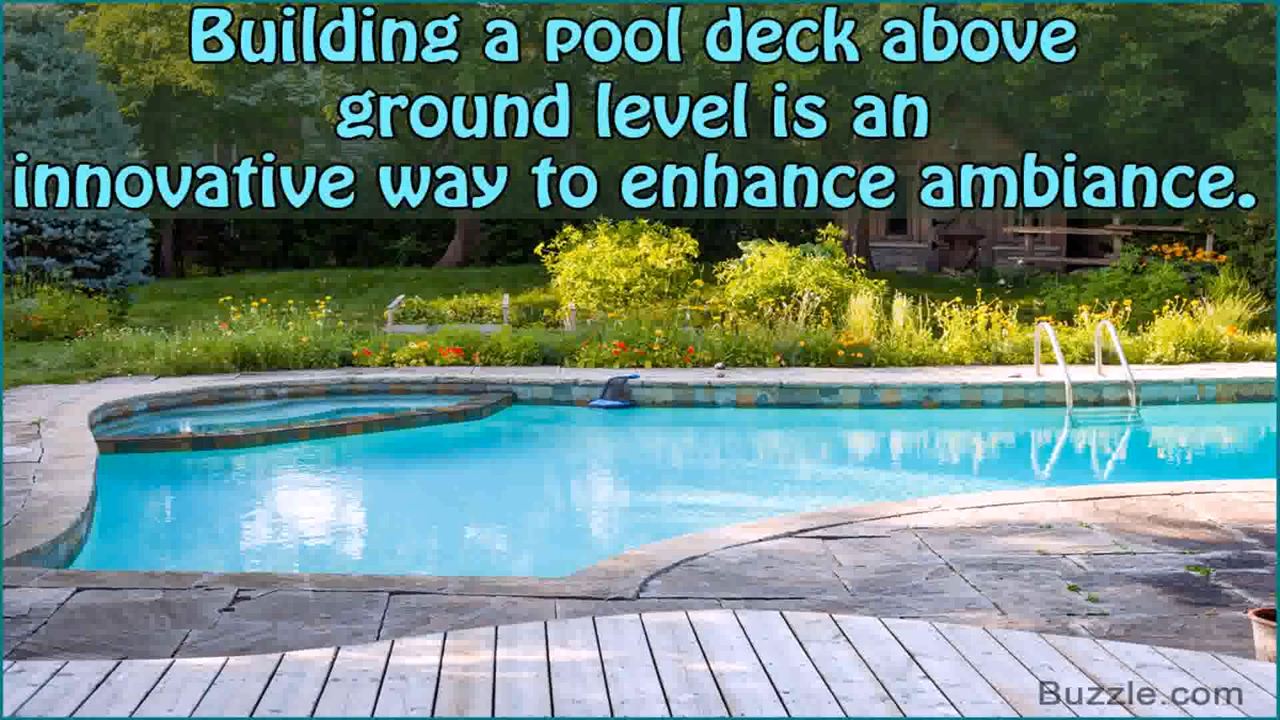 Building a pool deck above
ground level is an
innovative way to enhance ambiance.
Buzzle.com